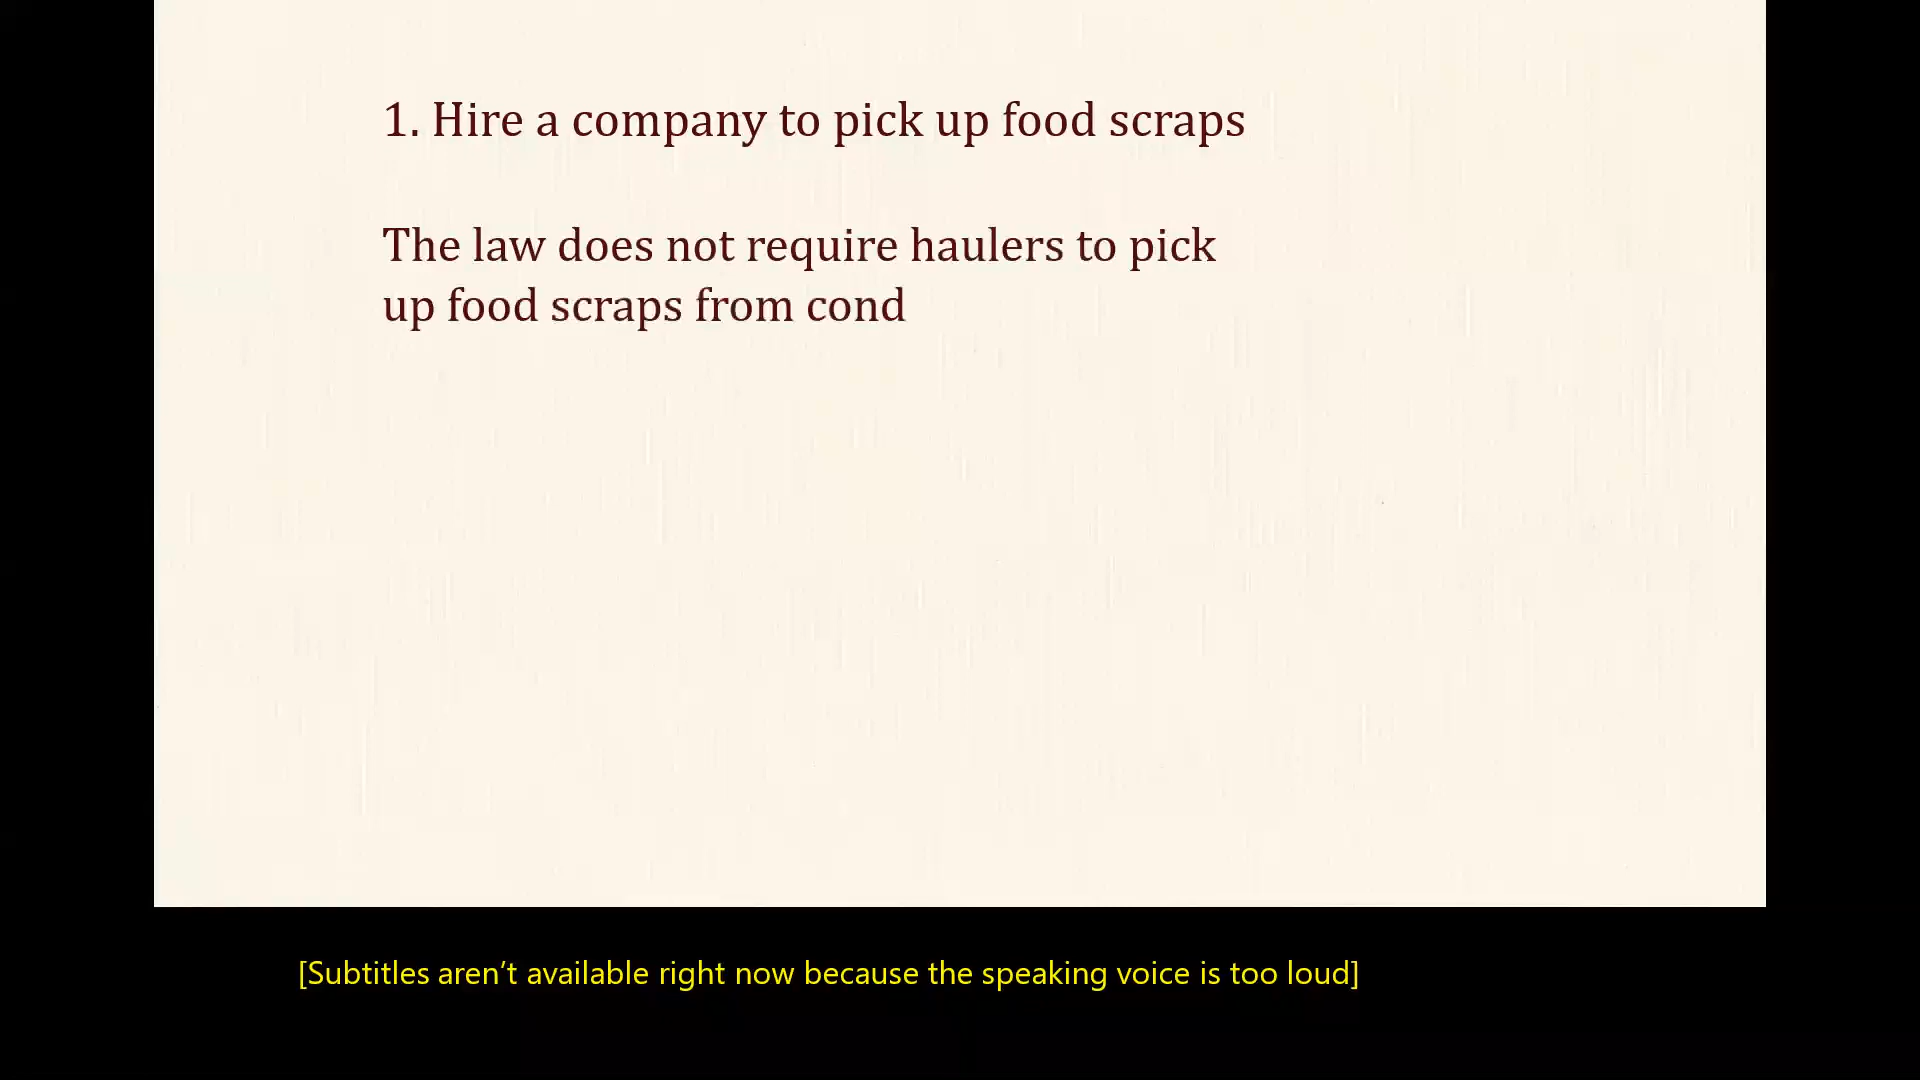 1. Hire a company to pick up food scraps
The law does not require haulers to pick
up food scraps from cond
[Subtitles aren’t available right now because the speaking voice is too loud]